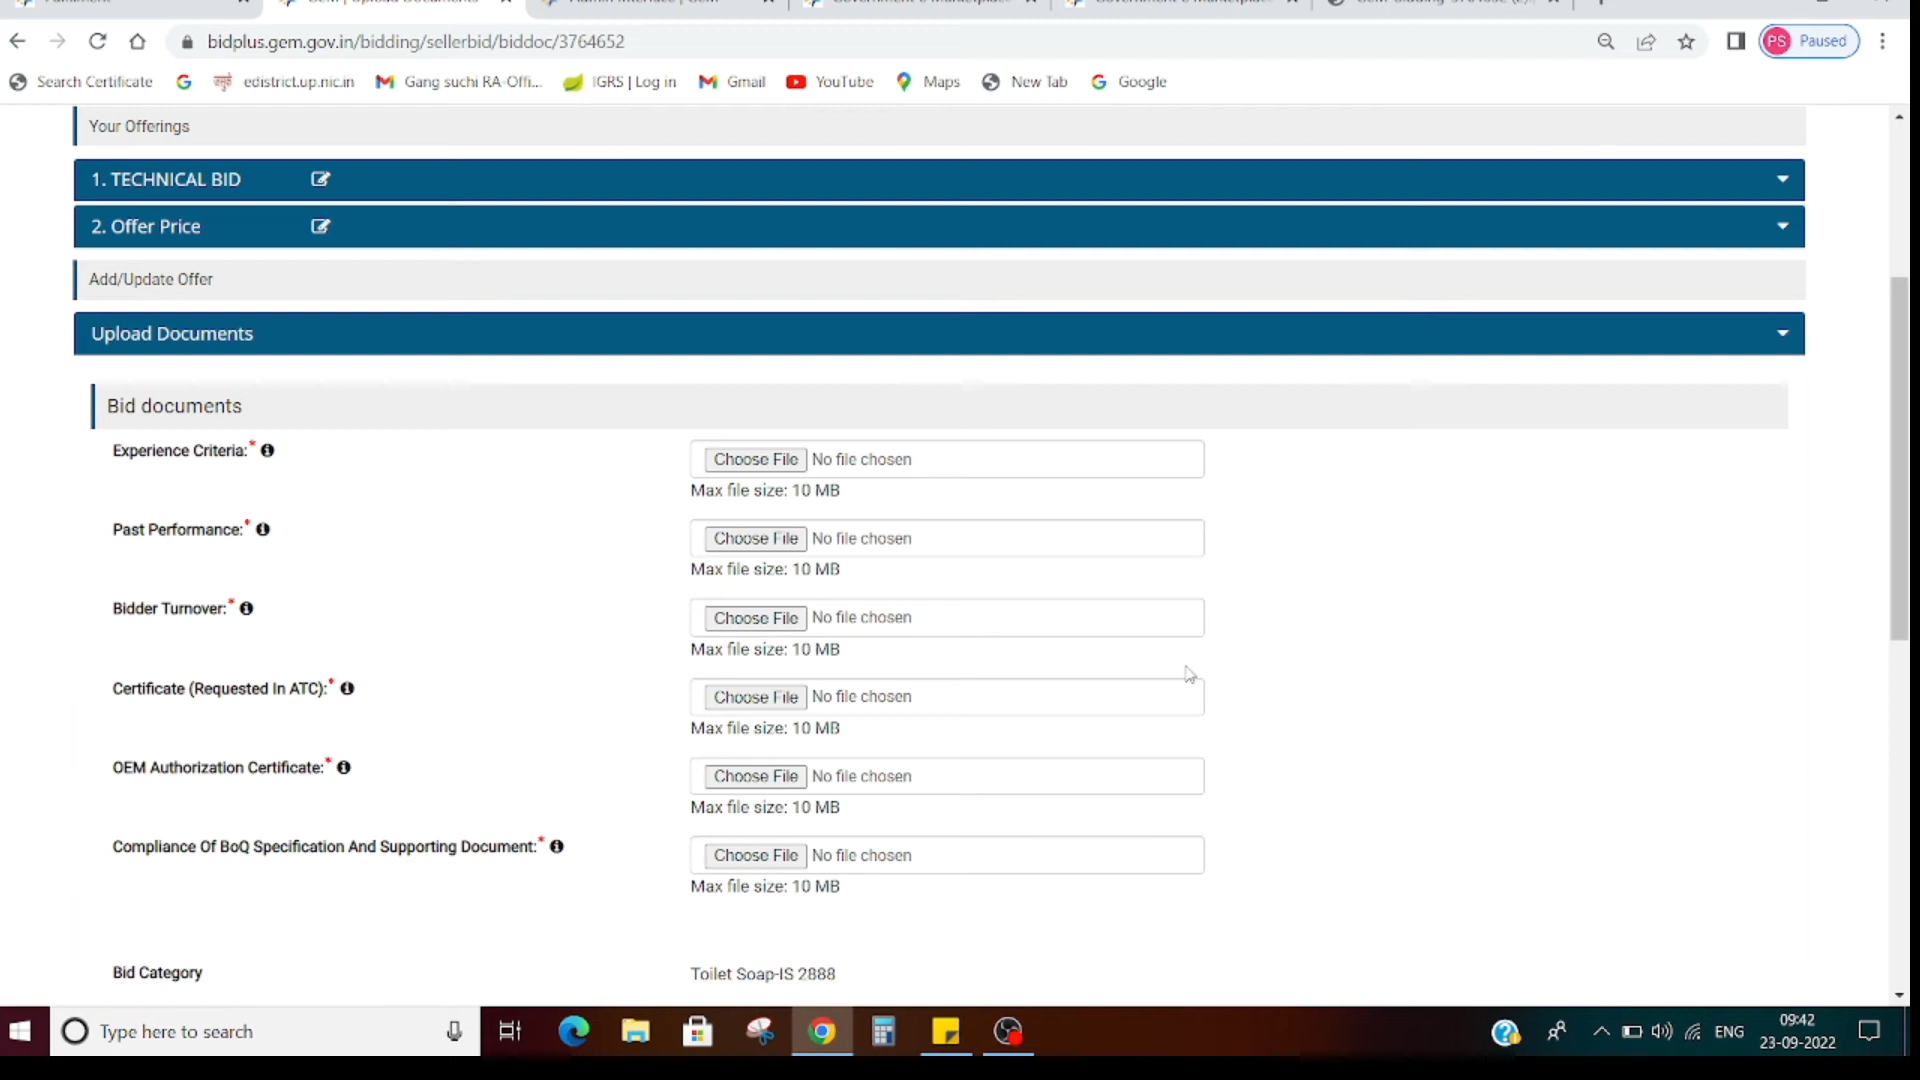 bidplus.gem.gov.in/bidding/sellerbid/biddoc/3764652
PS Paused
Search Certificate edistrict.up.nic.in Gang suchi RA-Offi... IGRS | Log in Gmail YouTube Maps New Tab Google
Your Offerings
1. TECHNICAL BID
2. Offer Price
Add/Update Offer
Upload Documents
Bid documents
Experience Criteria:* Choose File No file chosen
Max file size: 10 MB
Past Performance:* Choose File No file chosen
Max file size: 10 MB
Bidder Turnover:* Choose File No file chosen
Max file size: 10 MB
Certificate (Requested In ATC):* Choose File No file chosen
Max file size: 10 MB
OEM Authorization Certificate:* Choose File No file chosen
Max file size: 10 MB
Compliance Of BoQ Specification And Supporting Document:* Choose File No file chosen
Max file size: 10 MB
Bid Category Toilet Soap-IS 2888
Type here to search ENG 09:42
23-09-2022